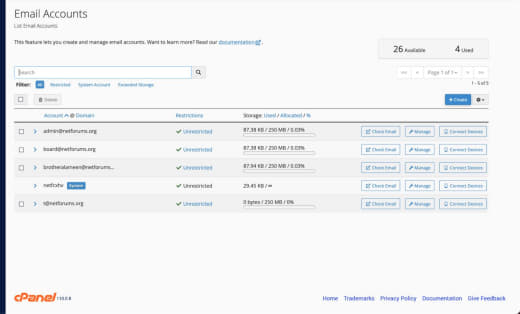 Email Accounts
List Email Accounts
This feature lets you create and manage email accounts. Want to learn more? Read our documentation.
26 Available 4 Used
Search
<< < Page 1 of 1 > >>
Filter: All Restricted System Account Exceeded Storage
1 - 5 of 5
Delete
+ Create
Account @ Domain Restrictions Storage: Used / Allocated / %
admin@netforums.org Unrestricted 87.38 KB / 250 MB / 0.03% Check Email Manage Connect Devices
board@netforums.org Unrestricted 87.38 KB / 250 MB / 0.03% Check Email Manage Connect Devices
Unrestricted 87.94 KB / 250 MB / 0.03% Check Email Manage Connect Devices
System Unrestricted 29.45 KB / ∞ Check Email Manage Connect Devices
t@netforums.org Unrestricted 0 bytes / 250 MB / 0% Check Email Manage Connect Devices
cPanel 110.0.8 Home Trademarks Privacy Policy Documentation Give Feedback